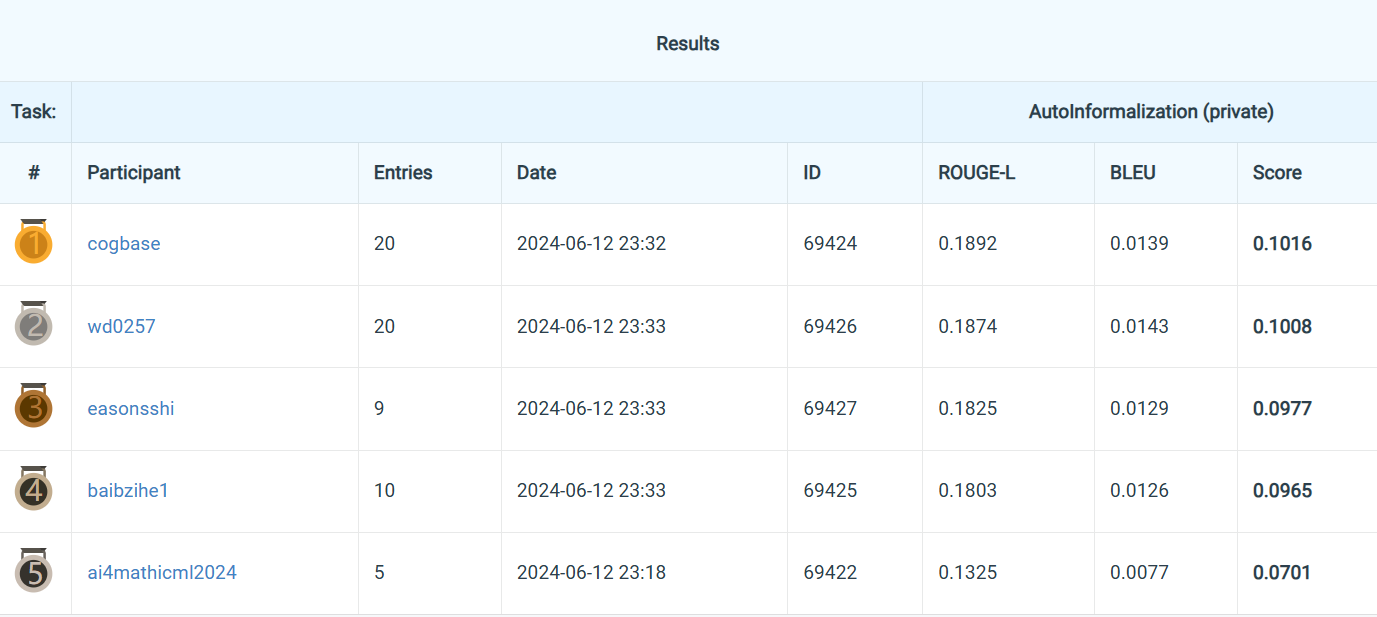 Results
Task: AutoInformalization (private)
# Participant Entries Date ID ROUGE-L BLEU Score
1 cogbase 20 2024-06-12 23:32 69424 0.1892 0.0139 0.1016
2 wd0257 20 2024-06-12 23:33 69426 0.1874 0.0143 0.1008
3 easonsshi 9 2024-06-12 23:33 69427 0.1825 0.0129 0.0977
4 baibzihe1 10 2024-06-12 23:33 69425 0.1803 0.0126 0.0965
5 ai4mathicml2024 5 2024-06-12 23:18 69422 0.1325 0.0077 0.0701